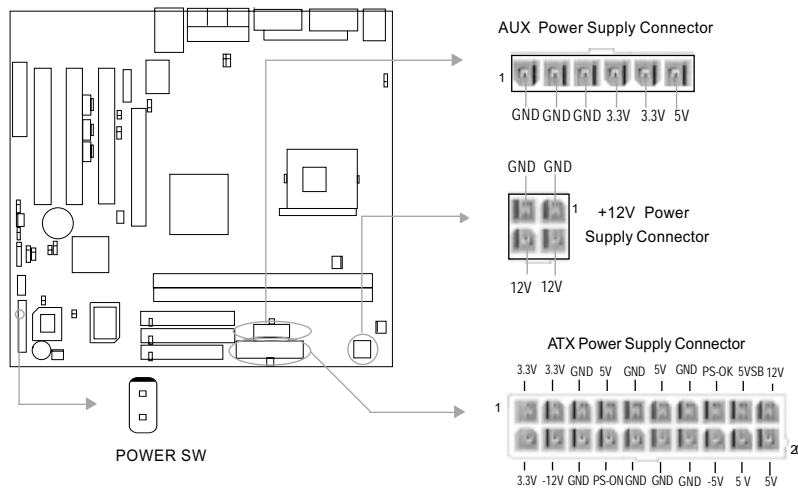 AUX Power Supply Connector
1
GND GND GND 3.3V 3.3V 5V
GND GND
1
+12V Power
Supply Connector
12V 12V
ATX Power Supply Connector
3.3V 3.3V GND 5V GND 5V GND PS-OK 5VSB 12V
1
20
3.3V -12V GND PS-ON GND GND GND -5V 5 V 5V
POWER SW